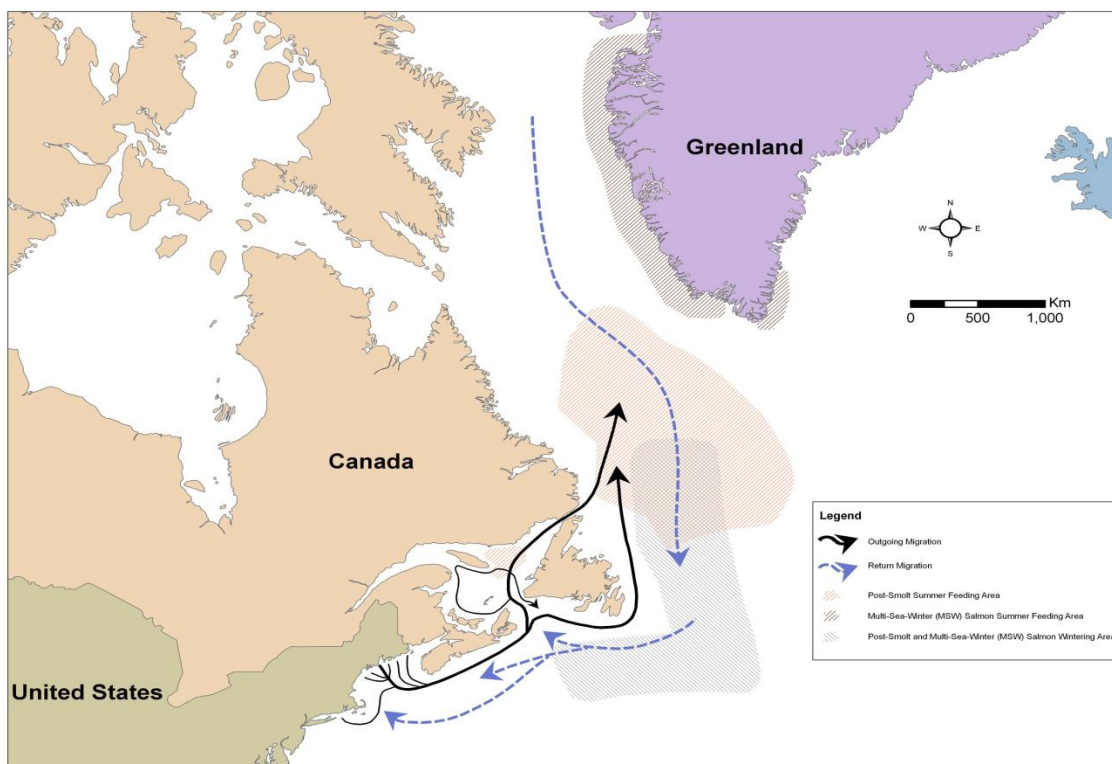 Greenland
N
W E
S
Km
0 500 1,000
Canada
Legend
Outgoing Migration
Return Migration
Post-Smolt Summer Feeding Area
Multi-Sea-Winter (MSW) Salmon Summer Feeding Area
Post-Smolt and Multi-Sea-Winter (MSW) Salmon Wintering Area
United States